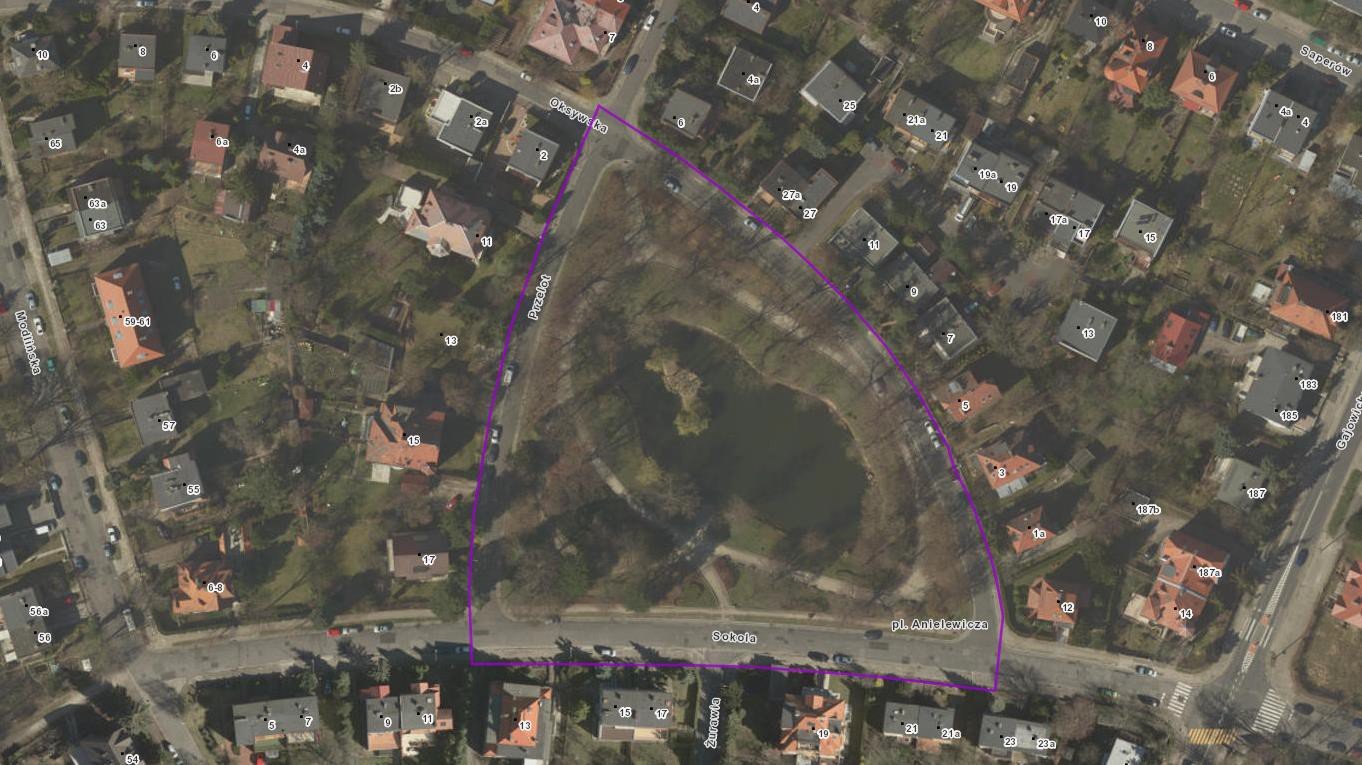 4
10
7
8
10
8
6
4
Saperów
6
4a
2b
25
4a
4
Oksywska
6
2a
21a
21
65
6a
4a
2
19a
19
27a
27
63a
63
17a
17
15
11
11
9
Przelot
59-61
181
Modlińska
13
7
13
183
5
185
57
15
Gajowicka
3
55
187
187b
1a
17
187a
6-8
12
14
56a
56
pl. Anielewicza
Sokola
5
7
9
11
13
15
17
Żurawia
19
21
21a
23
23a
54